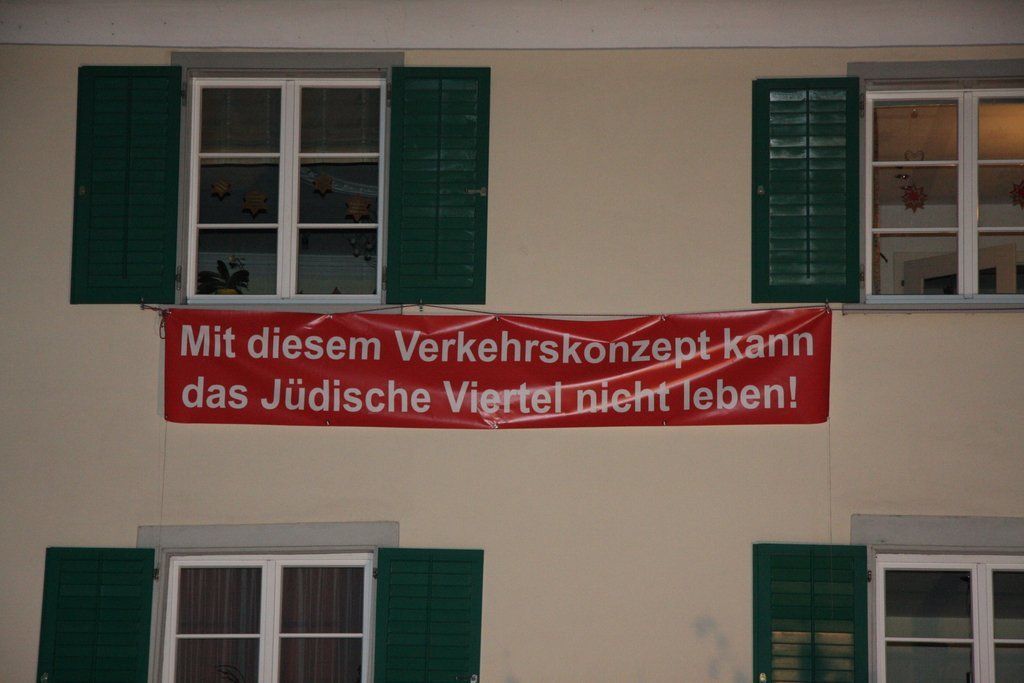 Mit diesem Verkehrskonzept kann
das Jüdische Viertel nicht leben!